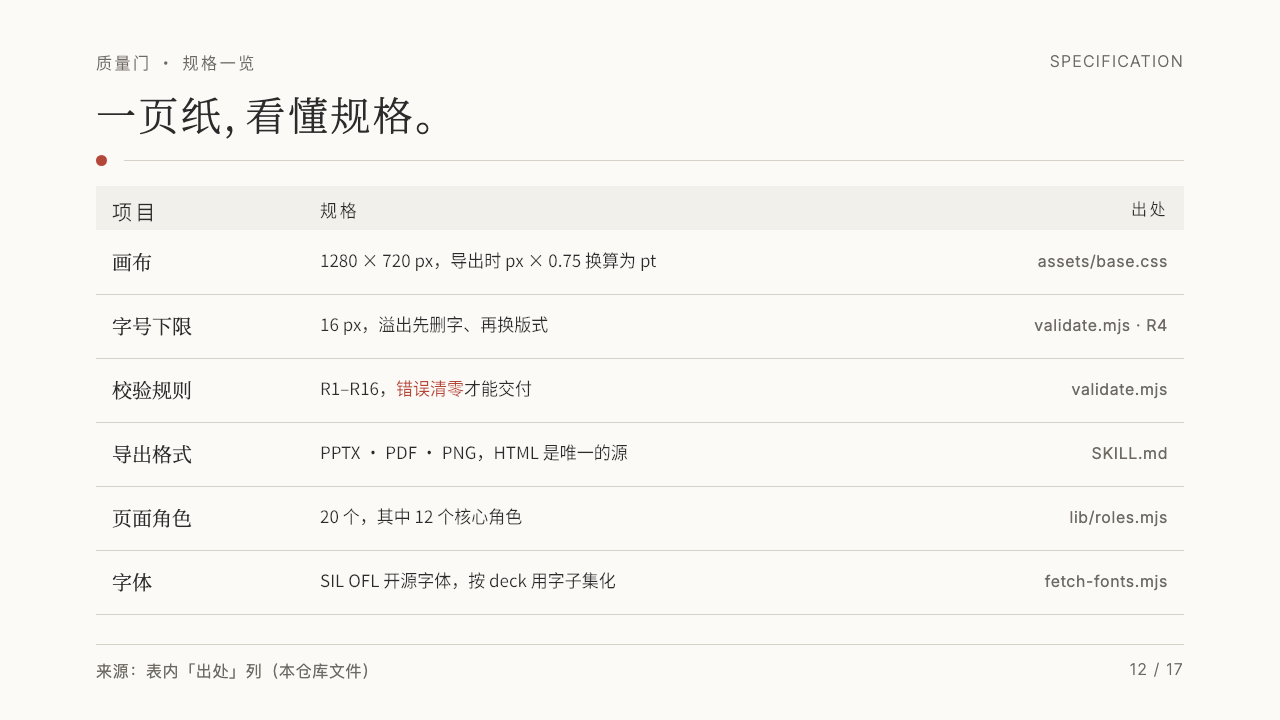 质量门 · 规格一览
SPECIFICATION
一页纸，看懂规格。
项目 规格 出处
画布 1280 × 720 px，导出时 px × 0.75 换算为 pt assets/base.css
字号下限 16 px，溢出先删字、再换版式 validate.mjs · R4
校验规则 R1–R16，错误清零才能交付 validate.mjs
导出格式 PPTX · PDF · PNG，HTML 是唯一的源 SKILL.md
页面角色 20 个，其中 12 个核心角色 lib/roles.mjs
字体 SIL OFL 开源字体，按 deck 用字子集化 fetch-fonts.mjs
来源：表内「出处」列（本仓库文件）
12 / 17